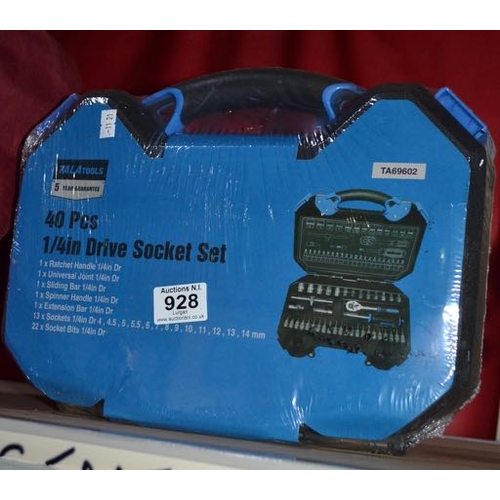 11 21
TALATOOLS
5 YEAR GUARANTEE
TA69602
40 Pcs
1/4in Drive Socket Set
1 x Ratchet Handle 1/4in Dr
1 x Universal Joint 1/4in Dr
1 x Sliding Bar 1/4in Dr
1 x Spinner Handle 1/4in Dr
1 x Extension Bar 1/4in Dr
13 x Sockets 1/4in Dr 4, 4.5, 5, 5.5, 6, 7, 8, 9, 10, 11, 12, 13, 14 mm
22 x Socket Bits 1/4in Dr
Auctions N.I.
928
Lurgan
www.auctionsni.co.uk